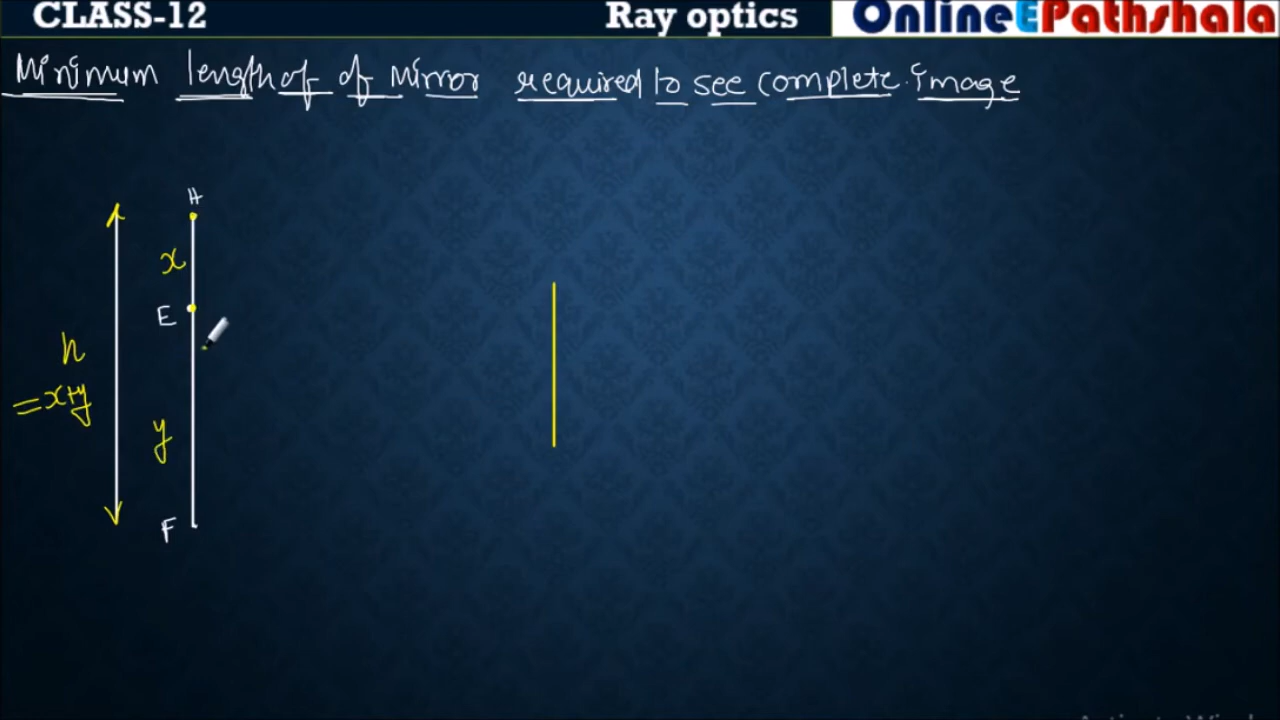 CLASS-12
Ray optics
OnlineEPathshala
Minimum length of of Mirror required to see complete image
H
x
E
h
= x+y
y
F